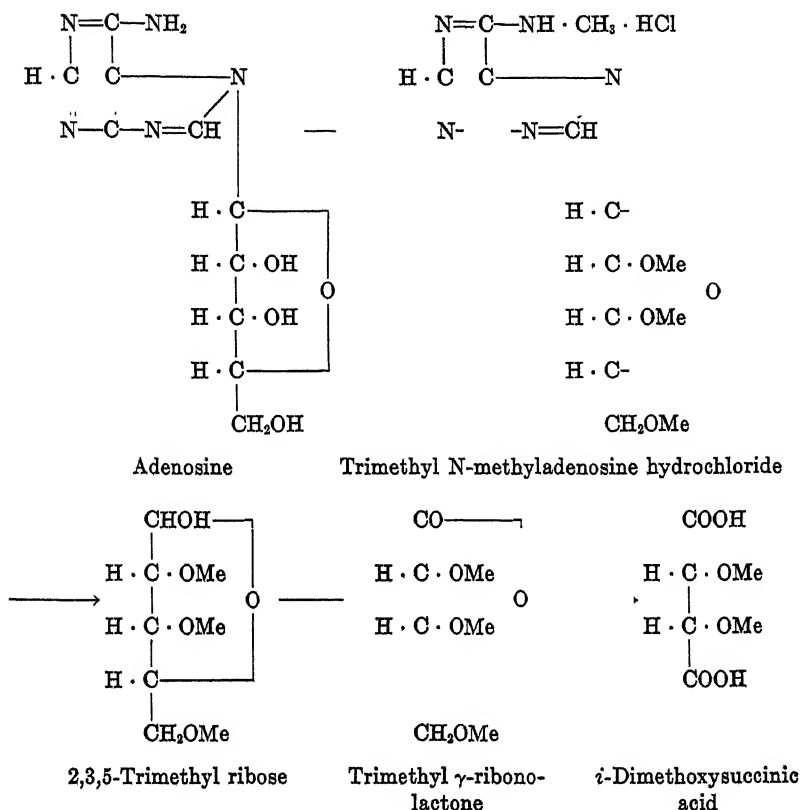 N=C—NH₂ N=C—NH · CH₃ · HCl
H · C C N H · C C N
N—C—N=CH — N- -N=CH
H · C H · C-
H · C · OH H · C · OMe
O O
H · C · OH H · C · OMe
H · C H · C-
CH₂OH CH₂OMe
Adenosine Trimethyl N-methyladenosine hydrochloride
CHOH CO COOH
H · C · OMe H · C · OMe H · C · OMe
O O
H · C · OMe H · C · OMe H · C · OMe
H · C COOH
CH₂OMe CH₂OMe
2,3,5-Trimethyl ribose Trimethyl γ-ribono- i-Dimethoxysuccinic
lactone acid